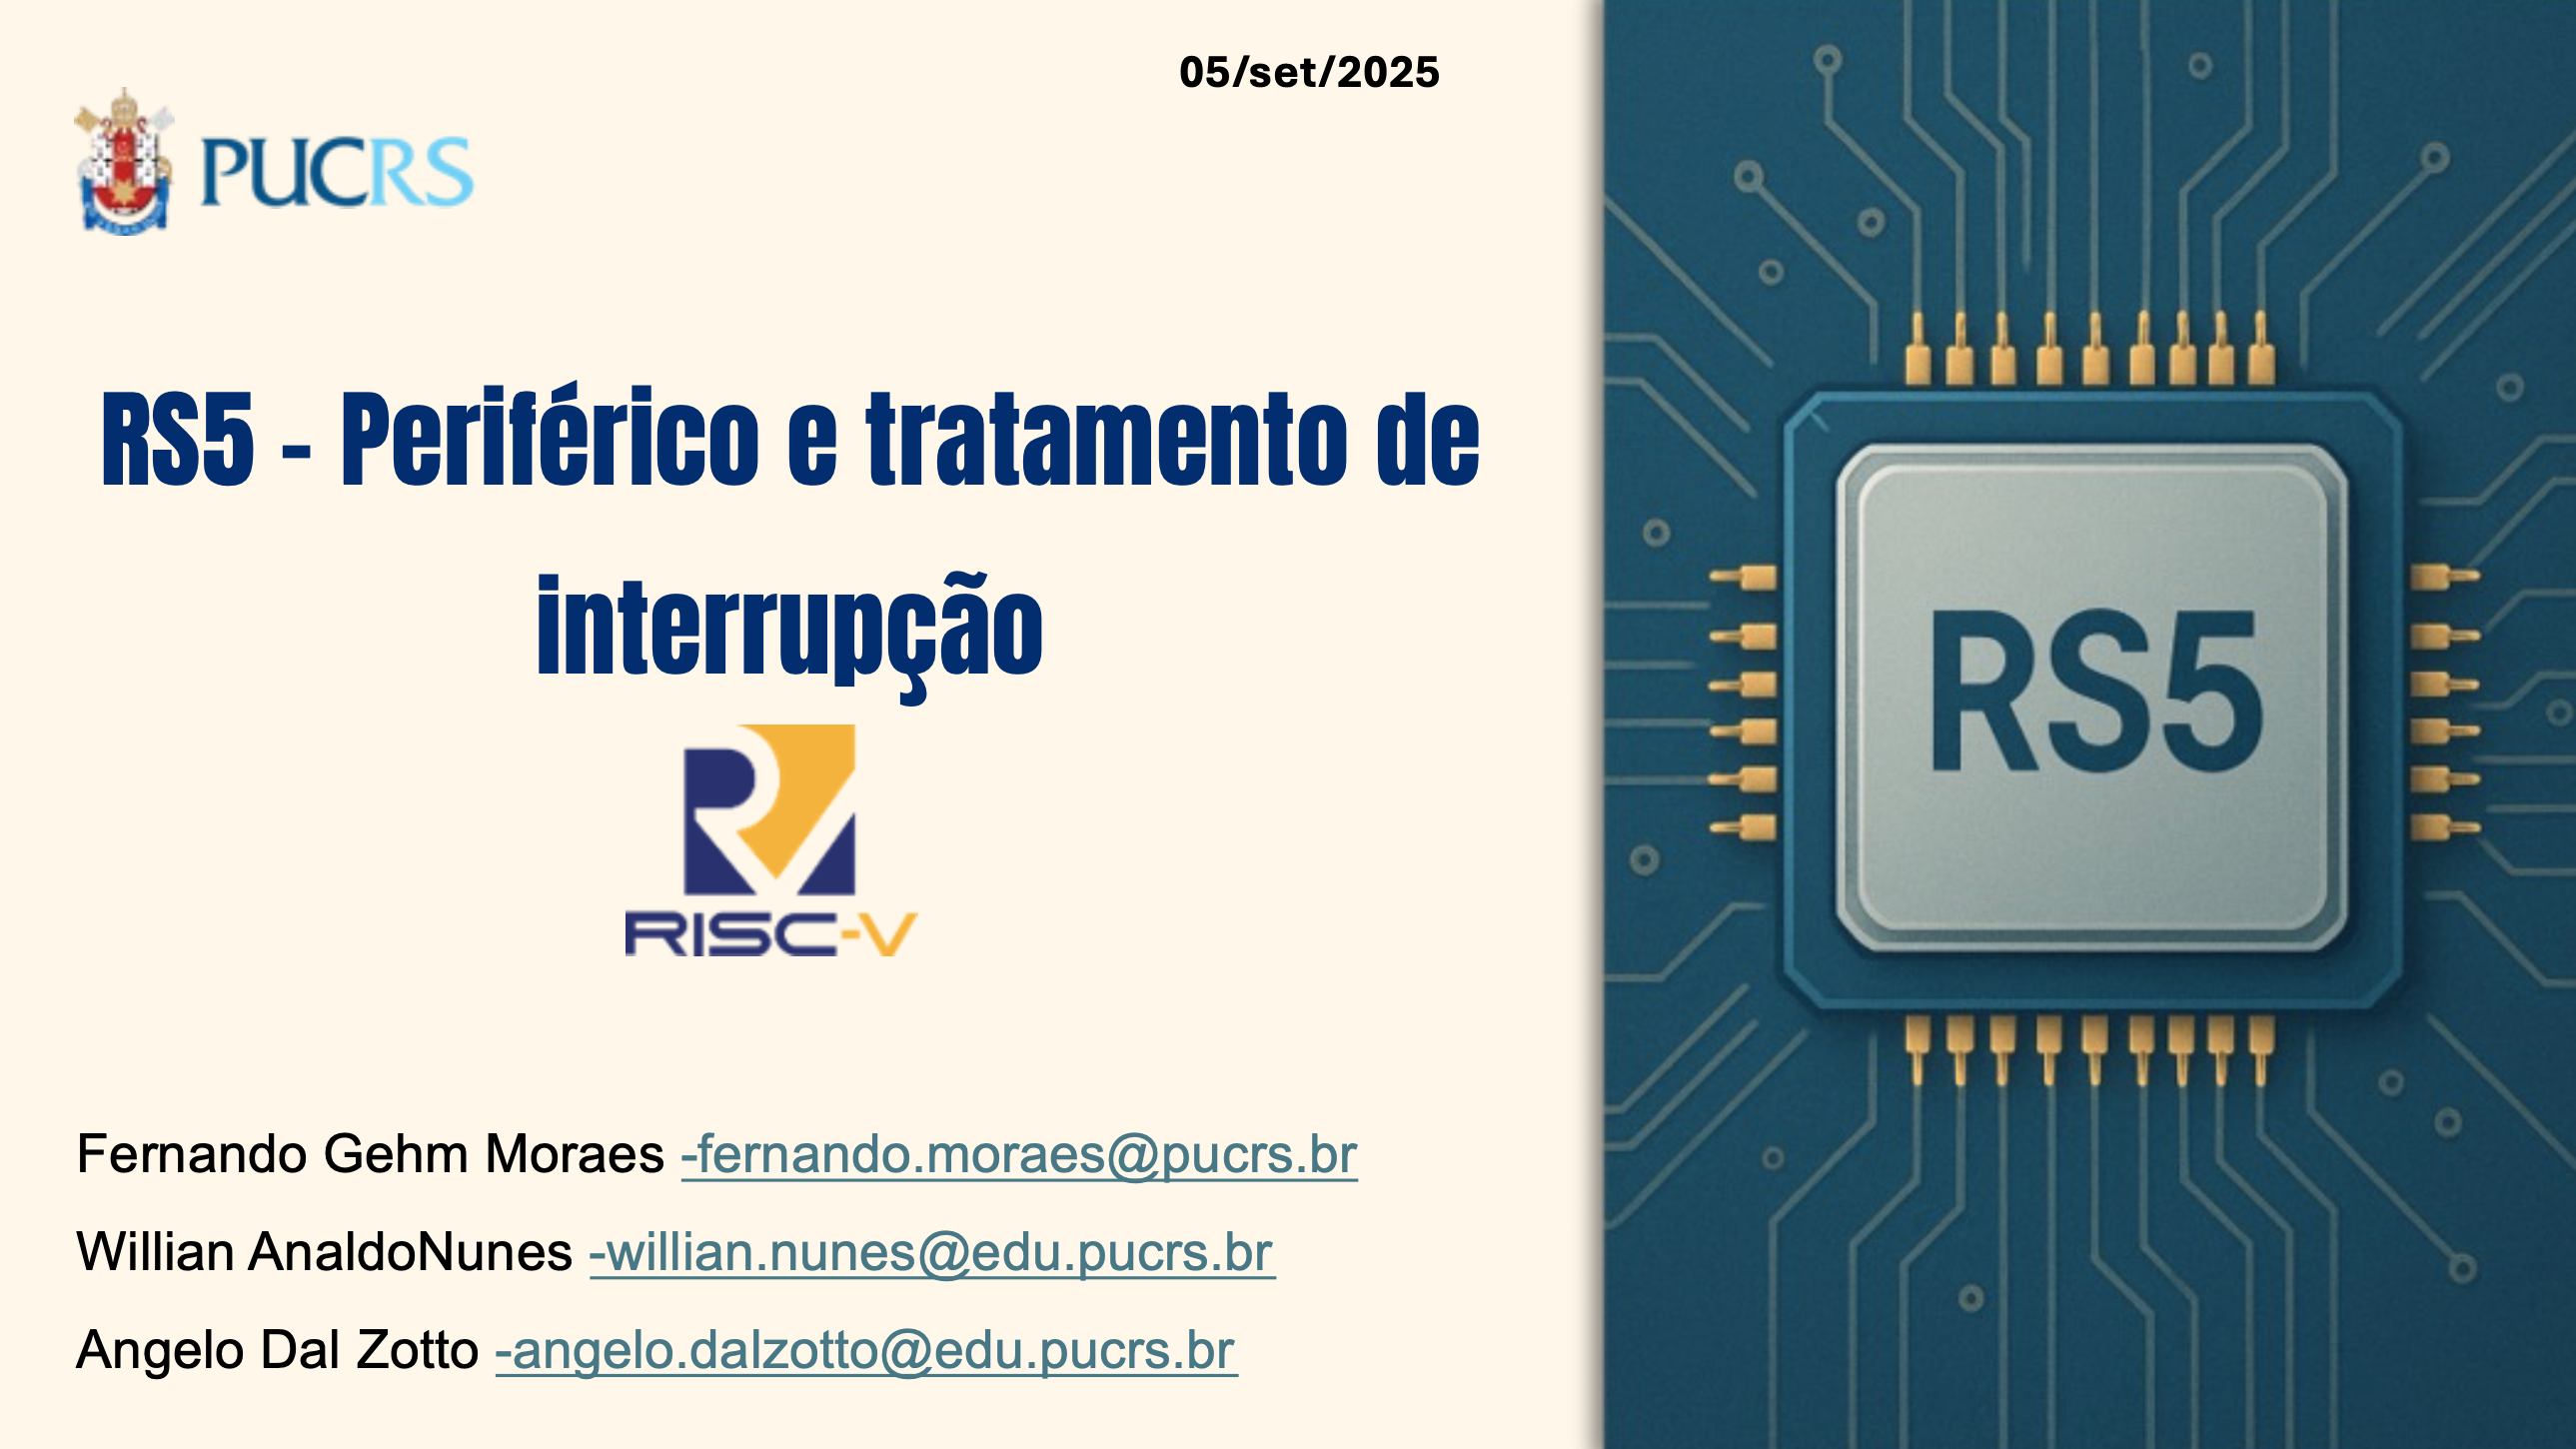 05/set/2025
PUCRS
RS5 - Periférico e tratamento de
interrupção
RISC-V
Fernando Gehm Moraes -fernando.moraes@pucrs.br
Willian AnaldoNunes -willian.nunes@edu.pucrs.br
Angelo Dal Zotto -angelo.dalzotto@edu.pucrs.br
RS5